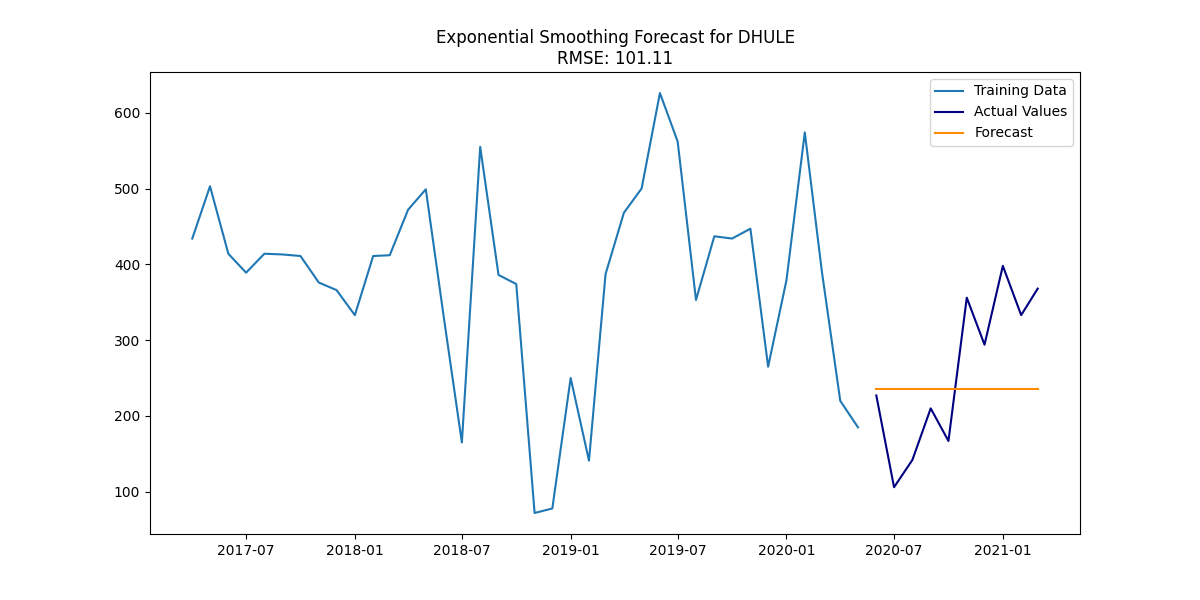 Exponential Smoothing Forecast for DHULE
RMSE: 101.11
Training Data
Actual Values
Forecast
600
500
400
300
200
100
2017-07 2018-01 2018-07 2019-01 2019-07 2020-01 2020-07 2021-01